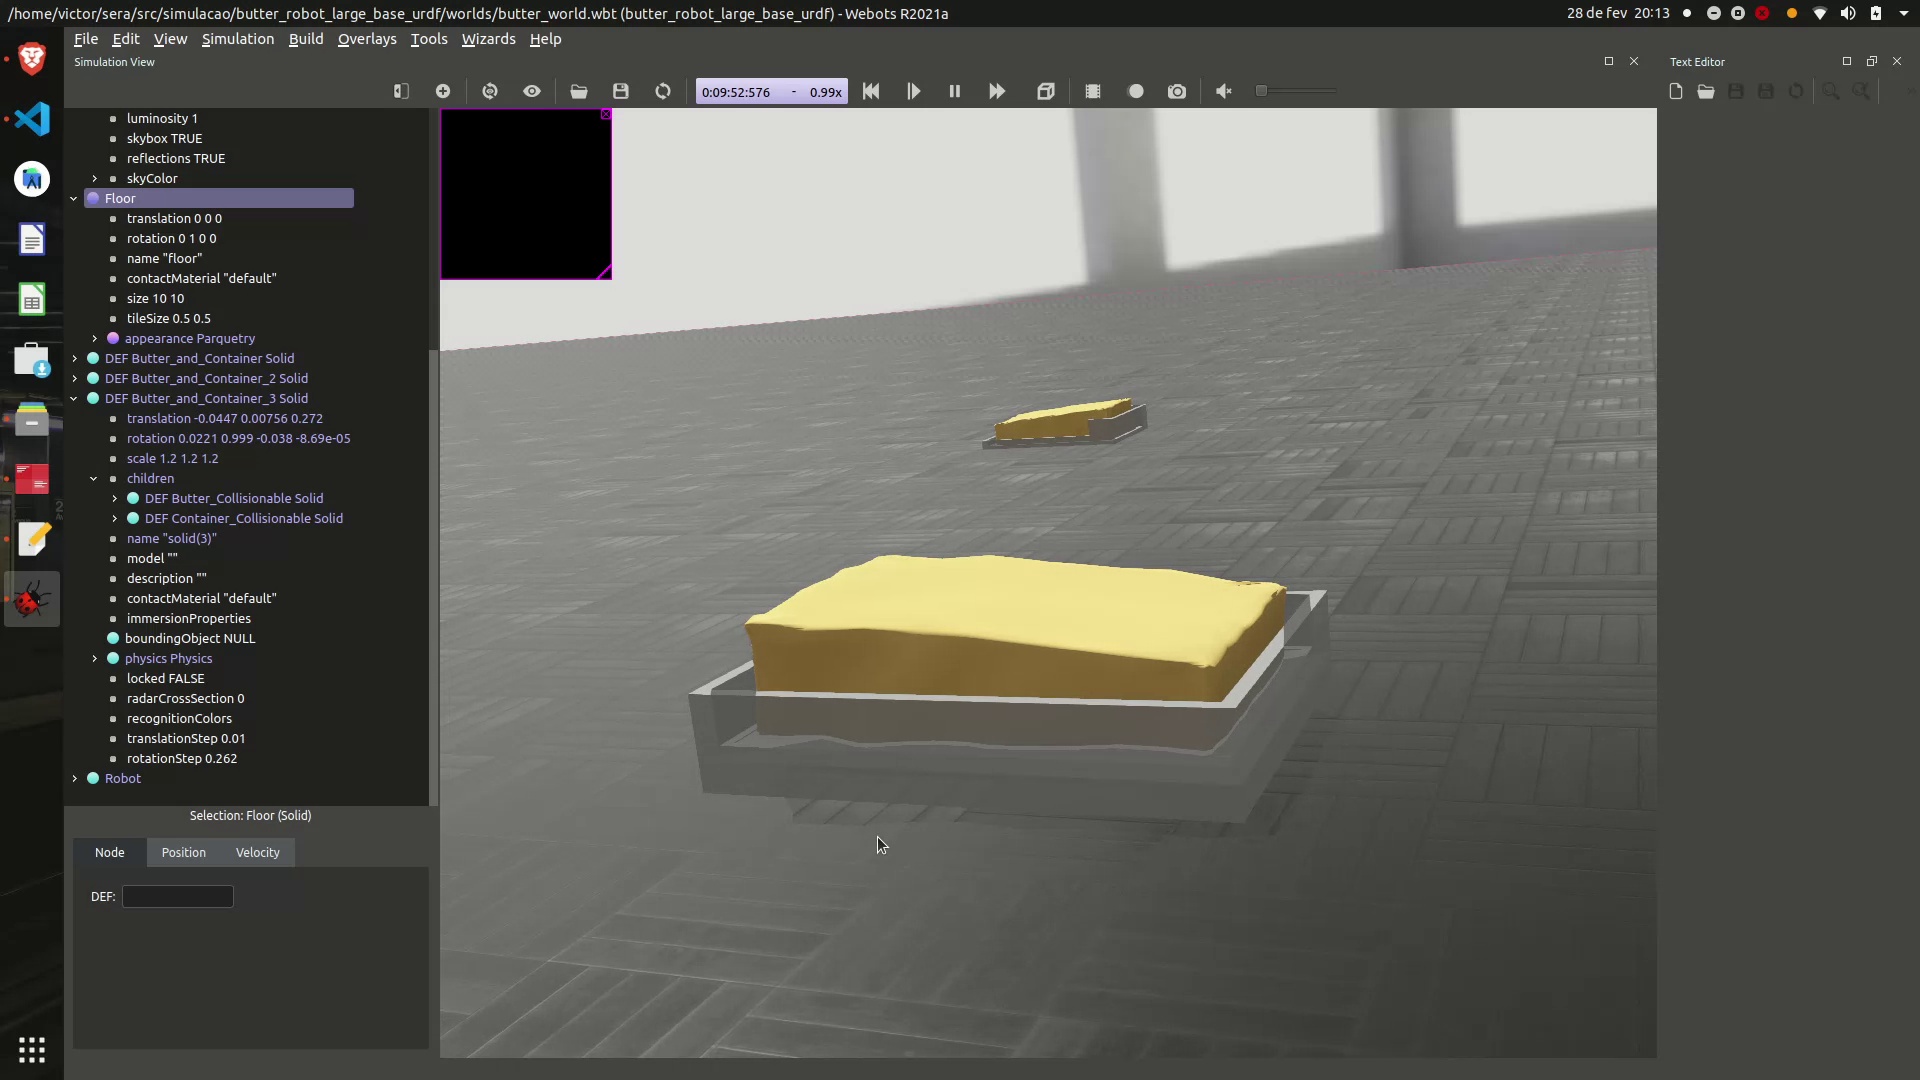 /home/victor/sera/src/simulacao/butter_robot_large_base_urdf/worlds/butter_world.wbt (butter_robot_large_base_urdf) - Webots R2021a
28 de fev 20:13
File Edit View Simulation Build Overlays Tools Wizards Help
Simulation View
Text Editor
0:09:52:576 - 0.99x
luminosity 1
skybox TRUE
reflections TRUE
skyColor
Floor
translation 0 0 0
rotation 0 1 0 0
name "floor"
contactMaterial "default"
size 10 10
tileSize 0.5 0.5
appearance Parquetry
DEF Butter_and_Container Solid
DEF Butter_and_Container_2 Solid
DEF Butter_and_Container_3 Solid
translation -0.0447 0.00756 0.272
rotation 0.0221 0.999 -0.038 -8.69e-05
scale 1.2 1.2 1.2
children
DEF Butter_Collisionable Solid
DEF Container_Collisionable Solid
name "solid(3)"
model ""
description ""
contactMaterial "default"
immersionProperties
boundingObject NULL
physics Physics
locked FALSE
radarCrossSection 0
recognitionColors
translationStep 0.01
rotationStep 0.262
Robot
Selection: Floor (Solid)
Node Position Velocity
DEF: